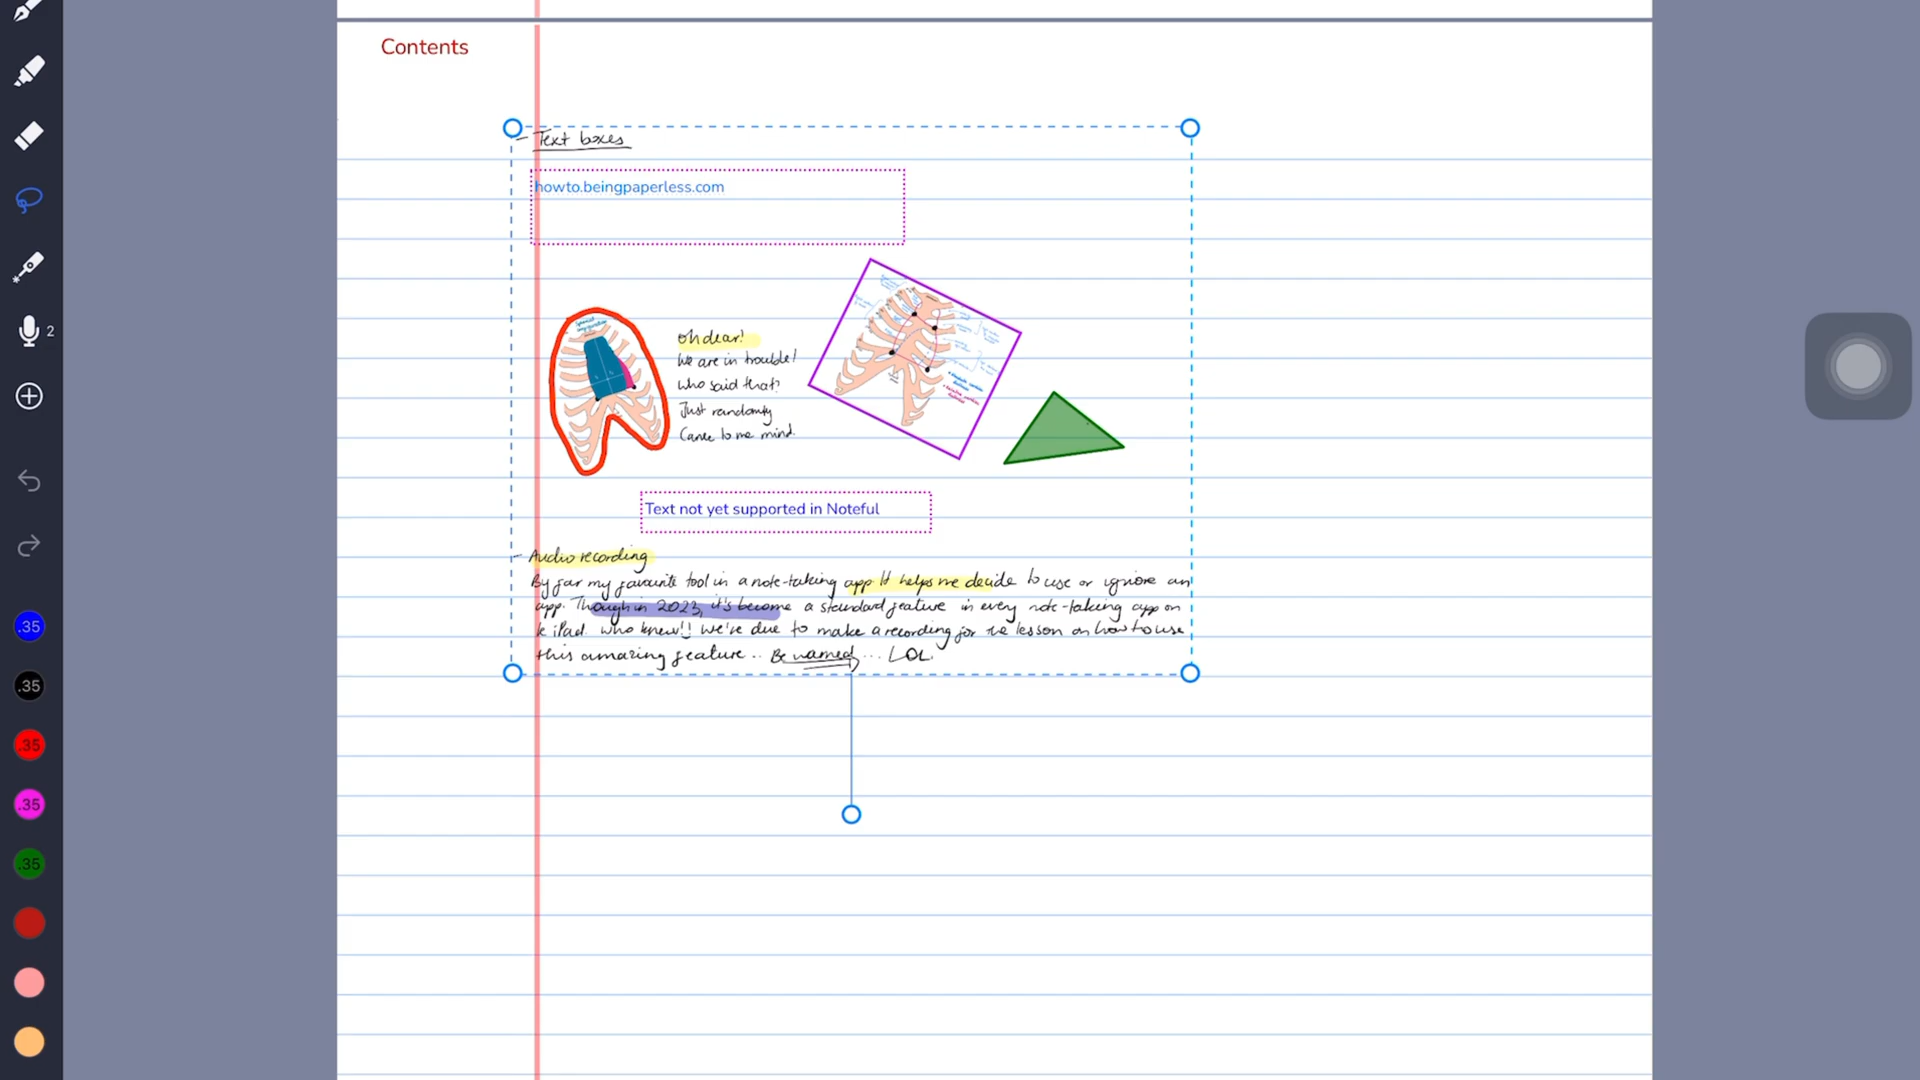 Contents
- Text boxes
howto.beingpaperless.com
oh dear!
We are in trouble!
who said that?
Just randomly
Came to me mind.
Text not yet supported in Noteful
- Audio recording
By far my favourite tool in a note-taking app It helps me decide to use or ignore an
app. Though in 2023, it's become a standard feature in every note-taking app on
iPad. who knew!! we're due to make a recording for the lesson on how to use
this amazing feature.. Be warned... LOL.
2
.35
.35
.35
.35
.35